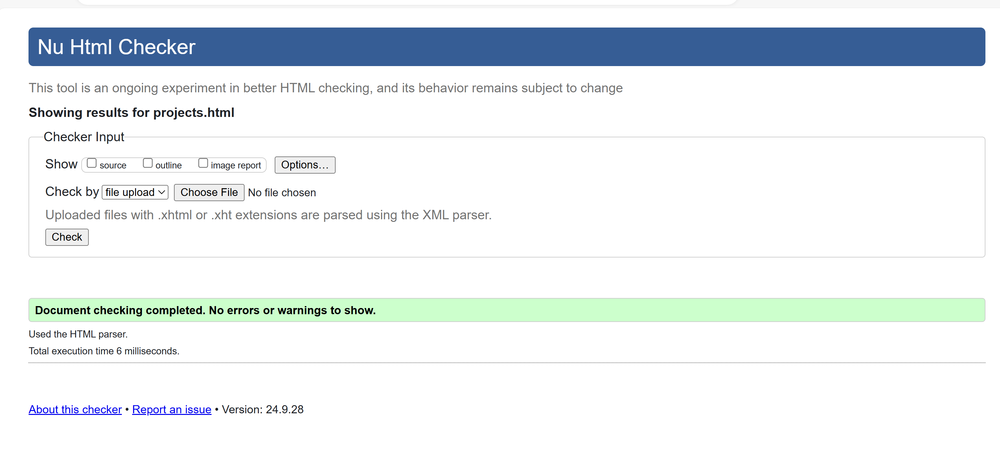 Nu Html Checker
This tool is an ongoing experiment in better HTML checking, and its behavior remains subject to change
Showing results for projects.html
Checker Input
Show source outline image report Options…
Check by file upload Choose File No file chosen
Uploaded files with .xhtml or .xht extensions are parsed using the XML parser.
Check
Document checking completed. No errors or warnings to show.
Used the HTML parser.
Total execution time 6 milliseconds.
About this checker • Report an issue • Version: 24.9.28